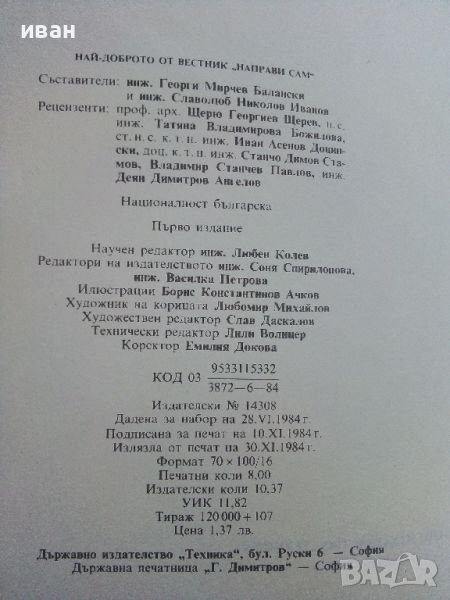 иван
НАЙ-ДОБРОТО ОТ ВЕСТНИК „НАПРАВИ САМ“
Съставители: инж. Георги Мирчев Балански
и инж. Славолюб Николов Иванов
Рецензенти: проф. арх. Щерю Георгиев Щерев, н. с.
инж. Татяна Владимирова Божилова,
ст. н. с. к. т. н. инж. Иван Асенов Доцин-
ски, доц. к. т. н. инж. Станчо Димов Ста-
мов, Владимир Станчев Павлов, инж.
Деян Димитров Ангелов
Националност българска
Първо издание
Научен редактор инж. Любен Колев
Редактори на издателството инж. Соня Спиридонова,
инж. Василка Петрова
Илюстрации Борис Константинов Ачков
Художник на корицата Любомир Михайлов
Художествен редактор Слав Даскалов
Технически редактор Лили Волпер
Коректор Емилия Докова
КОД 03 9533115332
3872—6—84
Издателски № 14308
Дадена за набор на 28.VI.1984 г.
Подписана за печат на 10.XI.1984 г.
Излязла от печат на 30.XI.1984 г.
Формат 70×100/16
Печатни коли 8,00
Издателски коли 10,37
УИК 11,82
Тираж 120 000+107
Цена 1,37 лв.
Държавно издателство „Техника“, бул. Руски 6 — София
Държавна печатница „Г. Димитров“ — София
BAZAR.bg